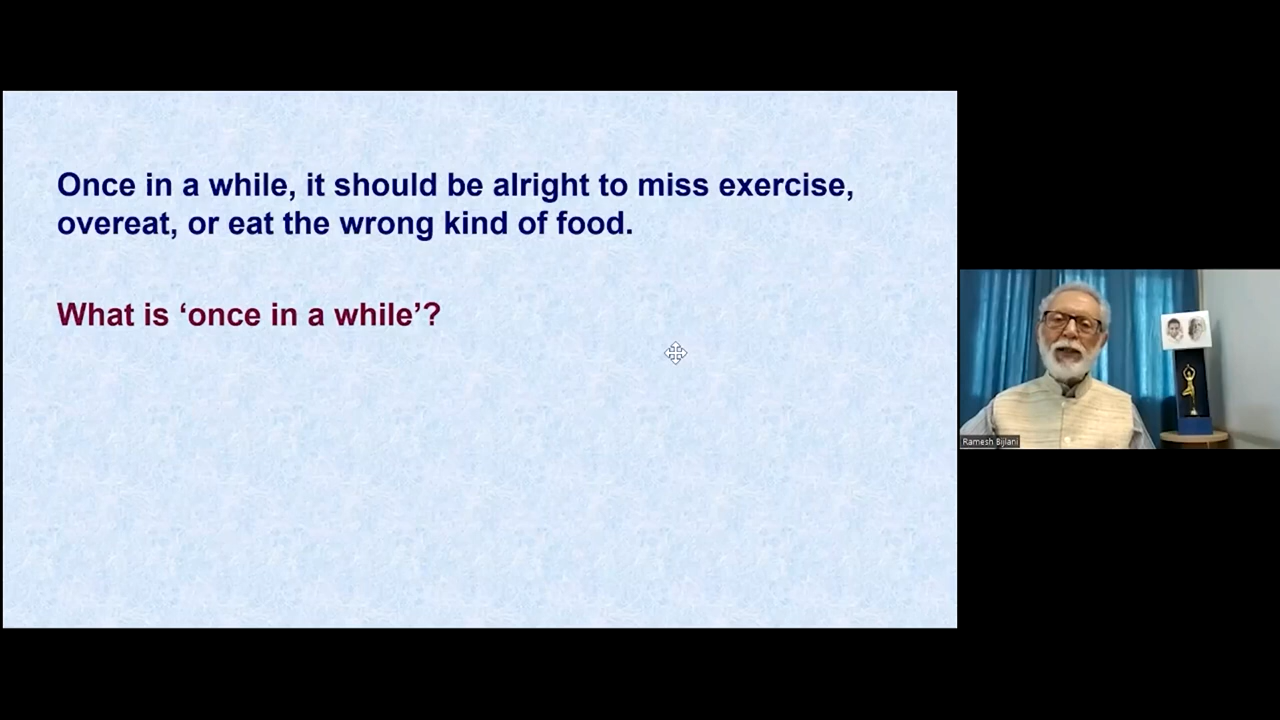 Once in a while, it should be alright to miss exercise,
overeat, or eat the wrong kind of food.
What is ‘once in a while’?
Ramesh Bijlani